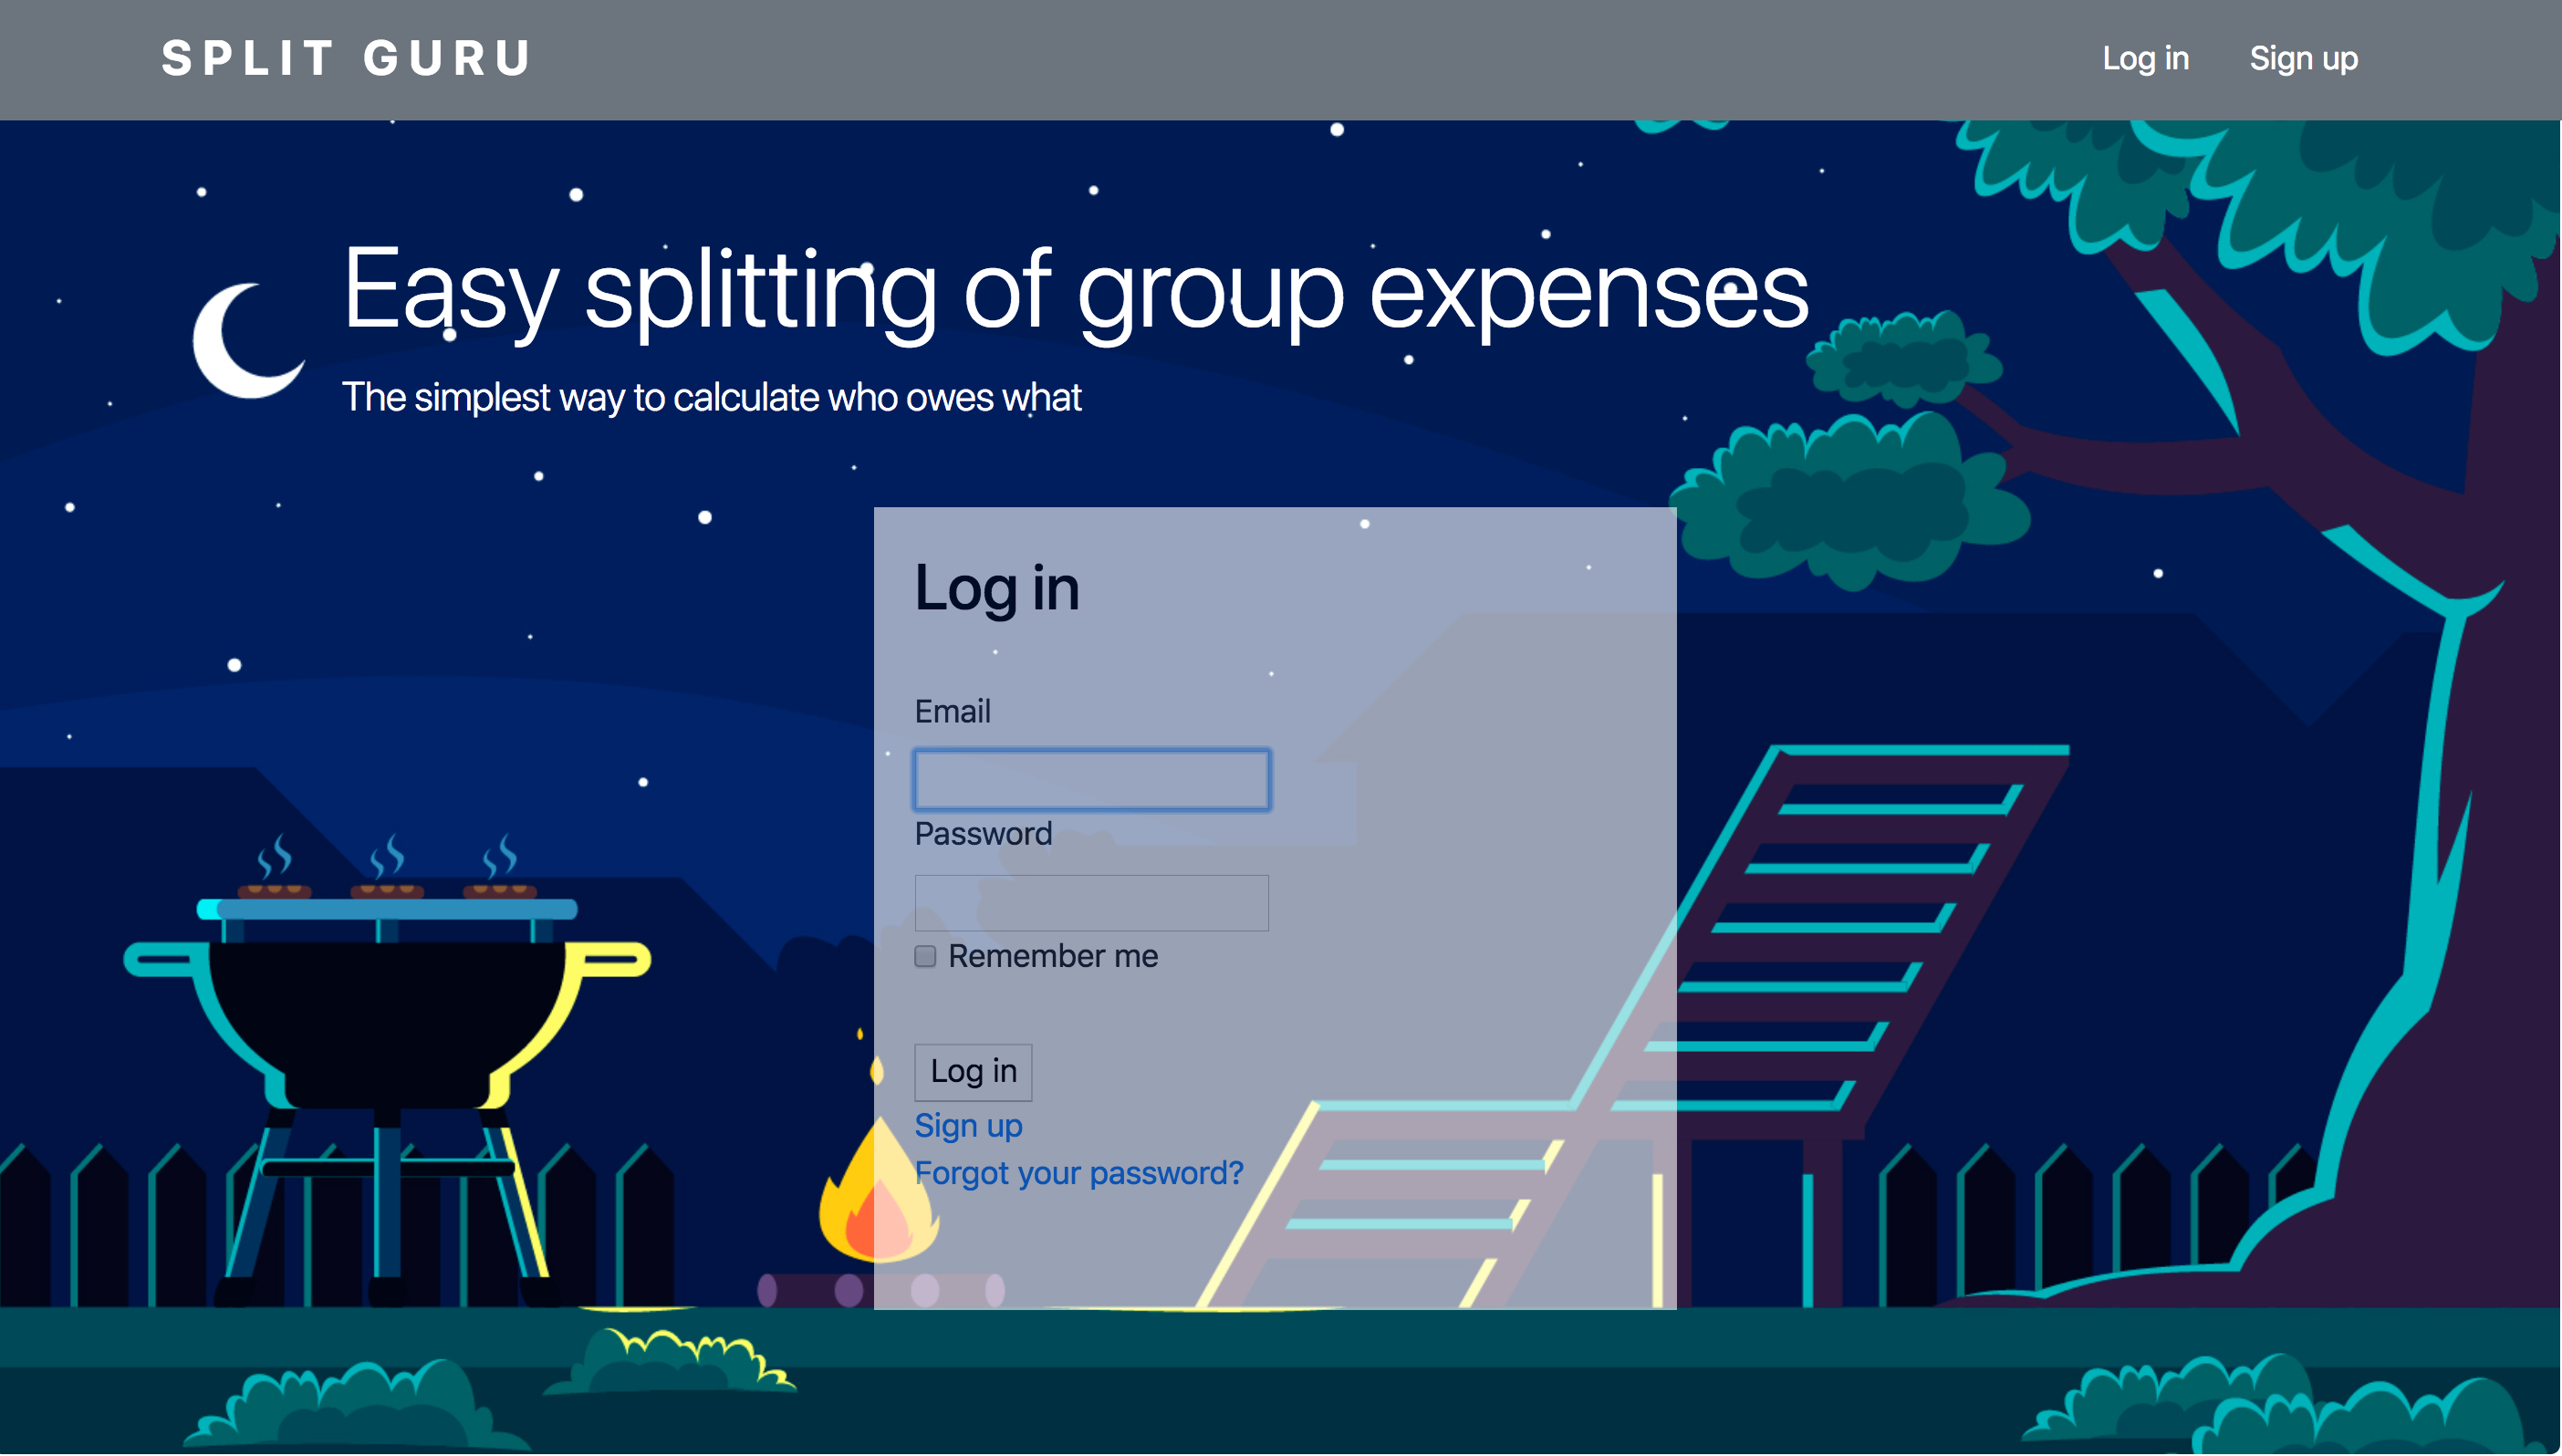 SPLIT GURU
Log in
Sign up
Easy splitting of group expenses
The simplest way to calculate who owes what
Log in
Email
Password
Remember me
Log in
Sign up
Forgot your password?